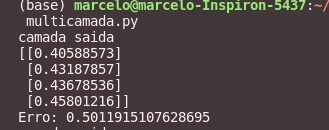 (base) marcelo@marcelo-Inspiron-5437:~/
multicamada.py
camada saida
[[0.40588573]
[0.43187857]
[0.43678536]
[0.45801216]]
Erro: 0.5011915107628695